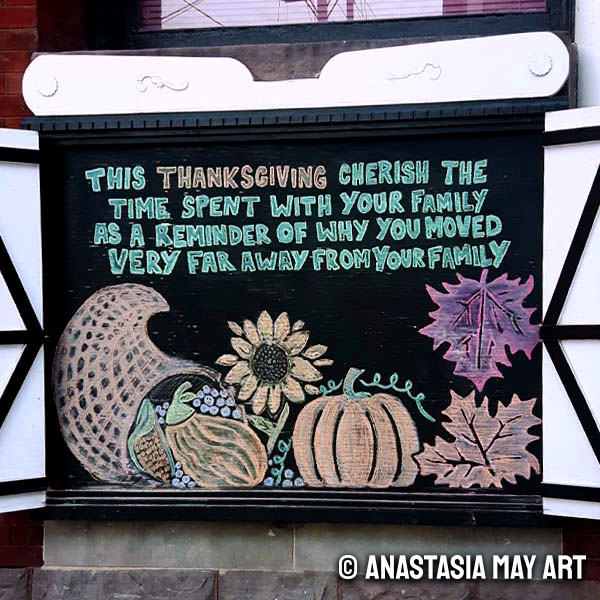 THIS THANKSGIVING CHERISH THE
TIME SPENT WITH YOUR FAMILY
AS A REMINDER OF WHY YOU MOVED
VERY FAR AWAY FROM YOUR FAMILY
© ANASTASIA MAY ART